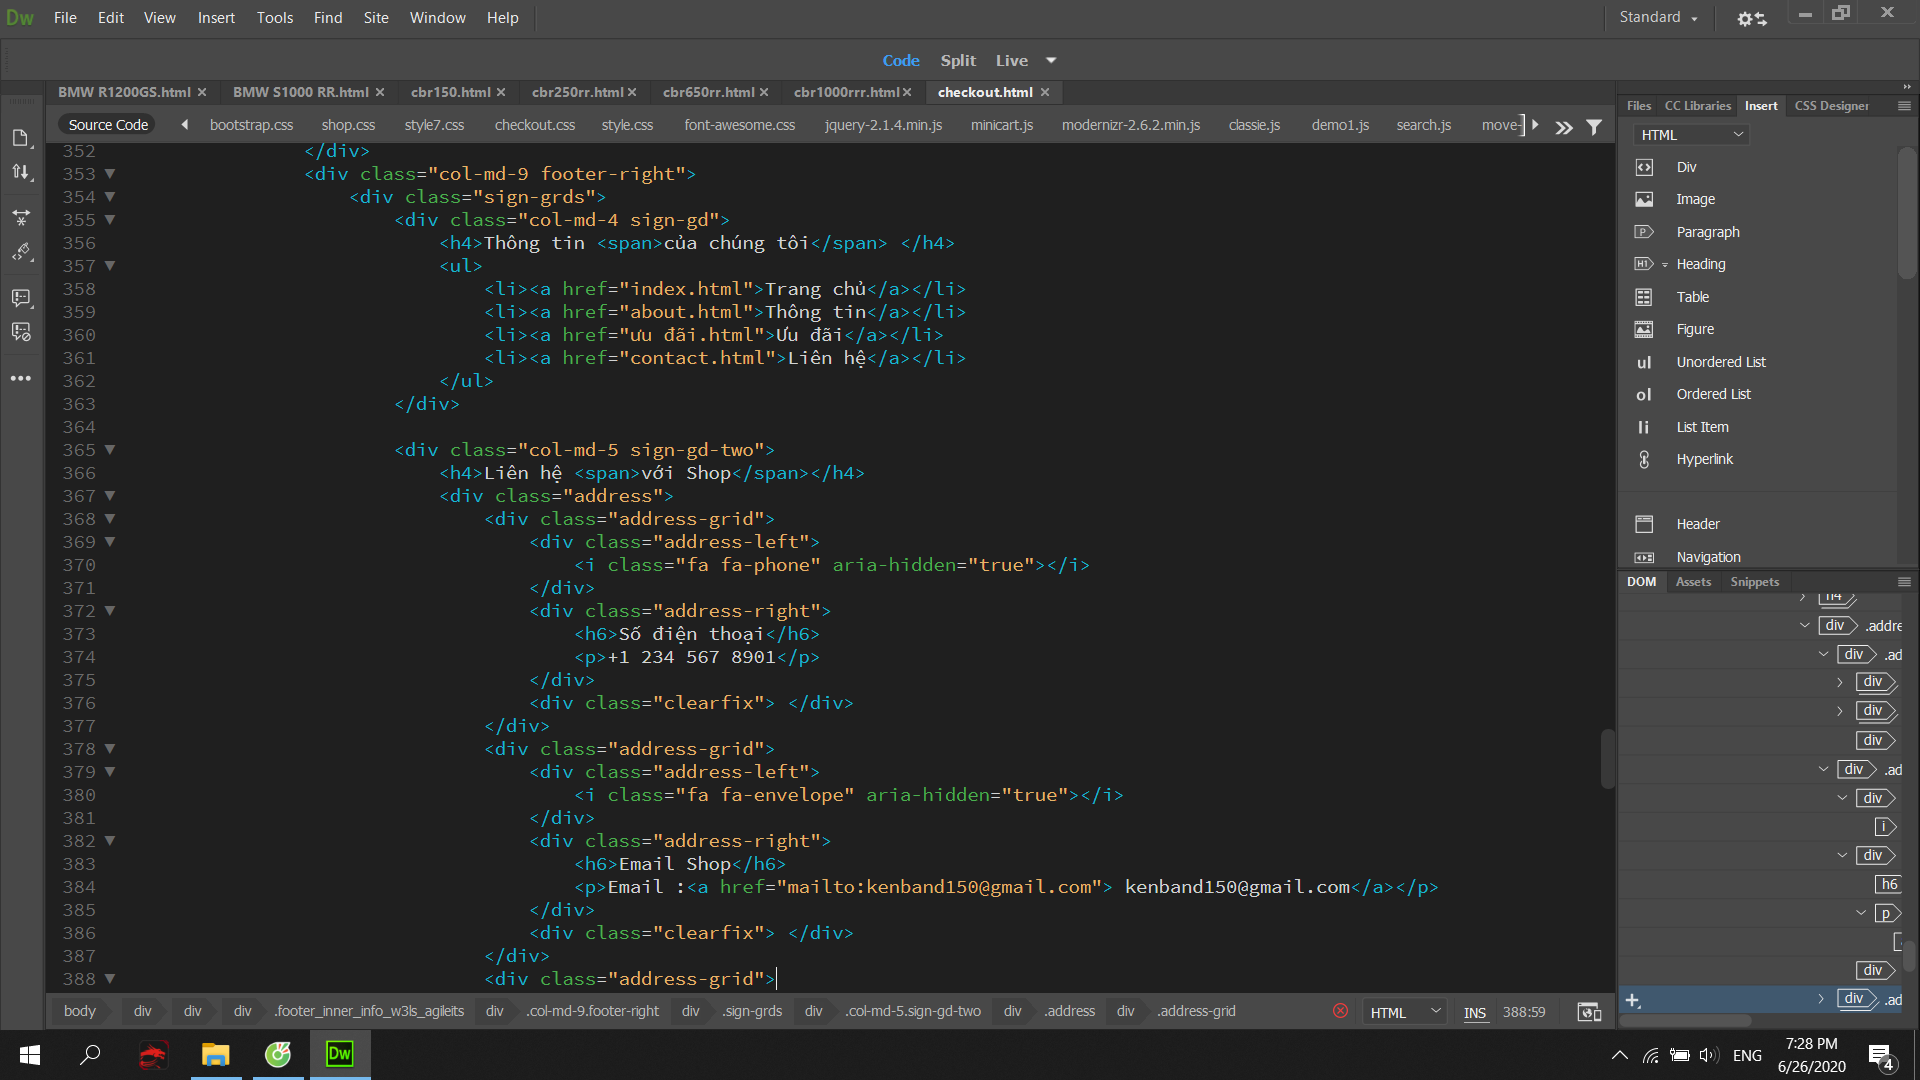 Dw File Edit View Insert Tools Find Site Window Help Standard
Code Split Live
BMW R1200GS.html BMW S1000 RR.html cbr150.html cbr250rr.html cbr650rr.html cbr1000rrr.html checkout.html
Source Code bootstrap.css shop.css style7.css checkout.css style.css font-awesome.css jquery-2.1.4.min.js minicart.js modernizr-2.6.2.min.js classie.js demo1.js search.js move-
352 </div>
353 <div class="col-md-9 footer-right">
354 <div class="sign-grds">
355 <div class="col-md-4 sign-gd">
356 <h4>Thông tin <span>của chúng tôi</span> </h4>
357 <ul>
358 <li><a href="index.html">Trang chủ</a></li>
359 <li><a href="about.html">Thông tin</a></li>
360 <li><a href="ưu đãi.html">Ưu đãi</a></li>
361 <li><a href="contact.html">Liên hệ</a></li>
362 </ul>
363 </div>
364
365 <div class="col-md-5 sign-gd-two">
366 <h4>Liên hệ <span>với Shop</span></h4>
367 <div class="address">
368 <div class="address-grid">
369 <div class="address-left">
370 <i class="fa fa-phone" aria-hidden="true"></i>
371 </div>
372 <div class="address-right">
373 <h6>Số điện thoại</h6>
374 <p>+1 234 567 8901</p>
375 </div>
376 <div class="clearfix"> </div>
377 </div>
378 <div class="address-grid">
379 <div class="address-left">
380 <i class="fa fa-envelope" aria-hidden="true"></i>
381 </div>
382 <div class="address-right">
383 <h6>Email Shop</h6>
384 <p>Email :<a href="mailto:kenband150@gmail.com"> kenband150@gmail.com</a></p>
385 </div>
386 <div class="clearfix"> </div>
387 </div>
388 <div class="address-grid">
body div div div .footer_inner_info_w3ls_agileits div .col-md-9.footer-right div .sign-grds div .col-md-5.sign-gd-two div .address div .address-grid HTML INS 388:59
Files CC Libraries Insert CSS Designer
HTML
Div
Image
Paragraph
H1 Heading
Table
Figure
ul Unordered List
ol Ordered List
li List Item
Hyperlink
Header
Navigation
DOM Assets Snippets
h4
div .addre
div .ad
div
div
div
div .ad
div
i
div
h6
p
div
div .ad
Dw
ENG
7:28 PM
6/26/2020
4